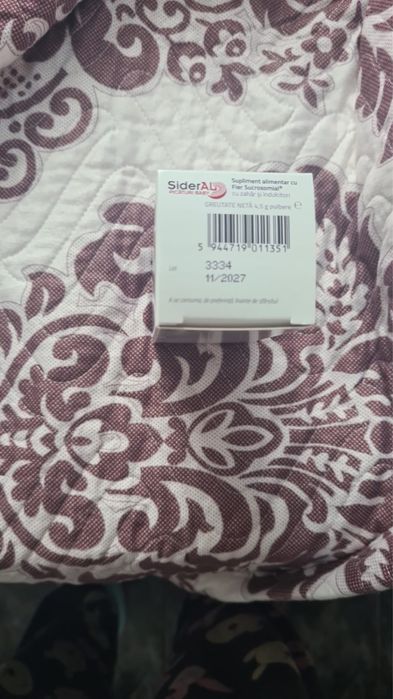 SiderAL
PICĂTURI BABY
Supliment alimentar cu
Fier Sucrosomial®
cu zahăr și îndulcitori
GREUTATE NETĂ 4,5 g pulbere ℮
5 944719 011351
Lot 3334
11/2027
A se consuma, de preferință, înainte de sfârșitul